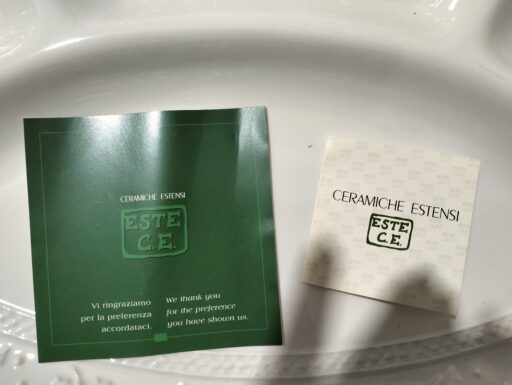 CERAMICHE ESTENSI
ESTE
C.E.
Vi ringraziamo
per la preferenza
accordataci.
We thank you
for the preference
you have shown us.
CERAMICHE ESTENSI
ESTE
C.E.